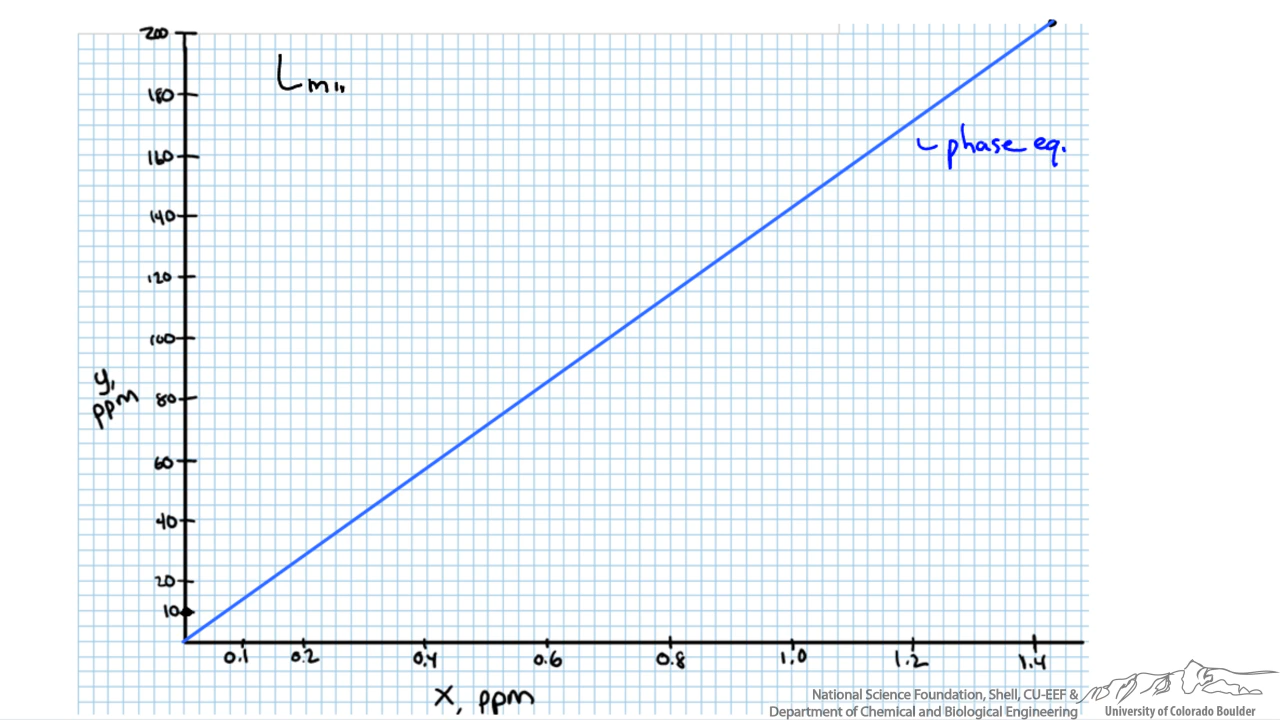 200
180
160
140
120
100
80
60
40
20
10
y,
ppm
phase eq.
0.1 0.2 0.4 0.6 0.8 1.0 1.2 1.4
x, ppm
National Science Foundation, Shell, CU-EEF &
Department of Chemical and Biological Engineering
University of Colorado Boulder